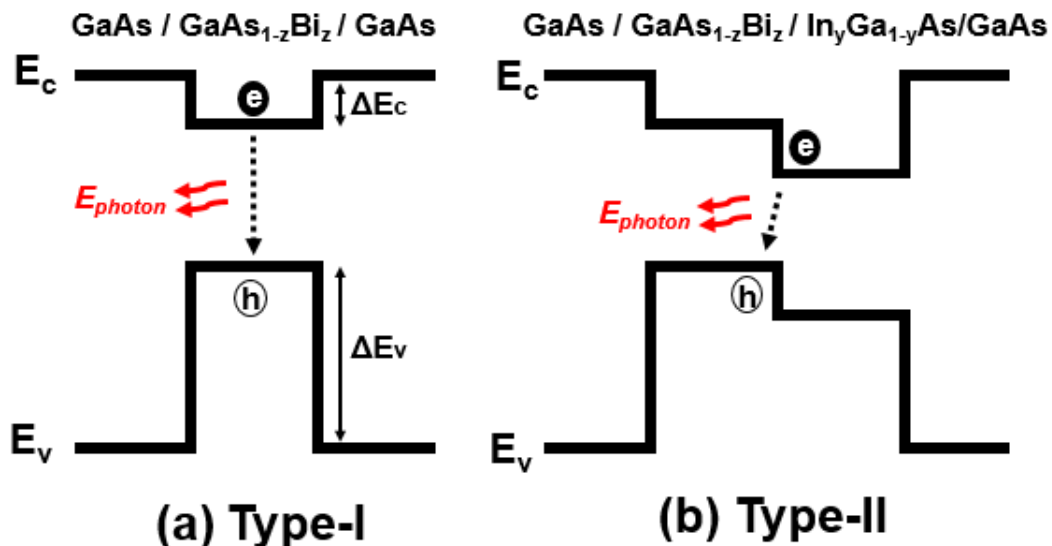 GaAs / GaAs1-zBiz / GaAs
Ec
e
ΔEc
Ephoton
h
ΔEv
Ev
(a) Type-I
GaAs / GaAs1-zBiz / InyGa1-yAs/GaAs
Ec
e
Ephoton
h
Ev
(b) Type-II